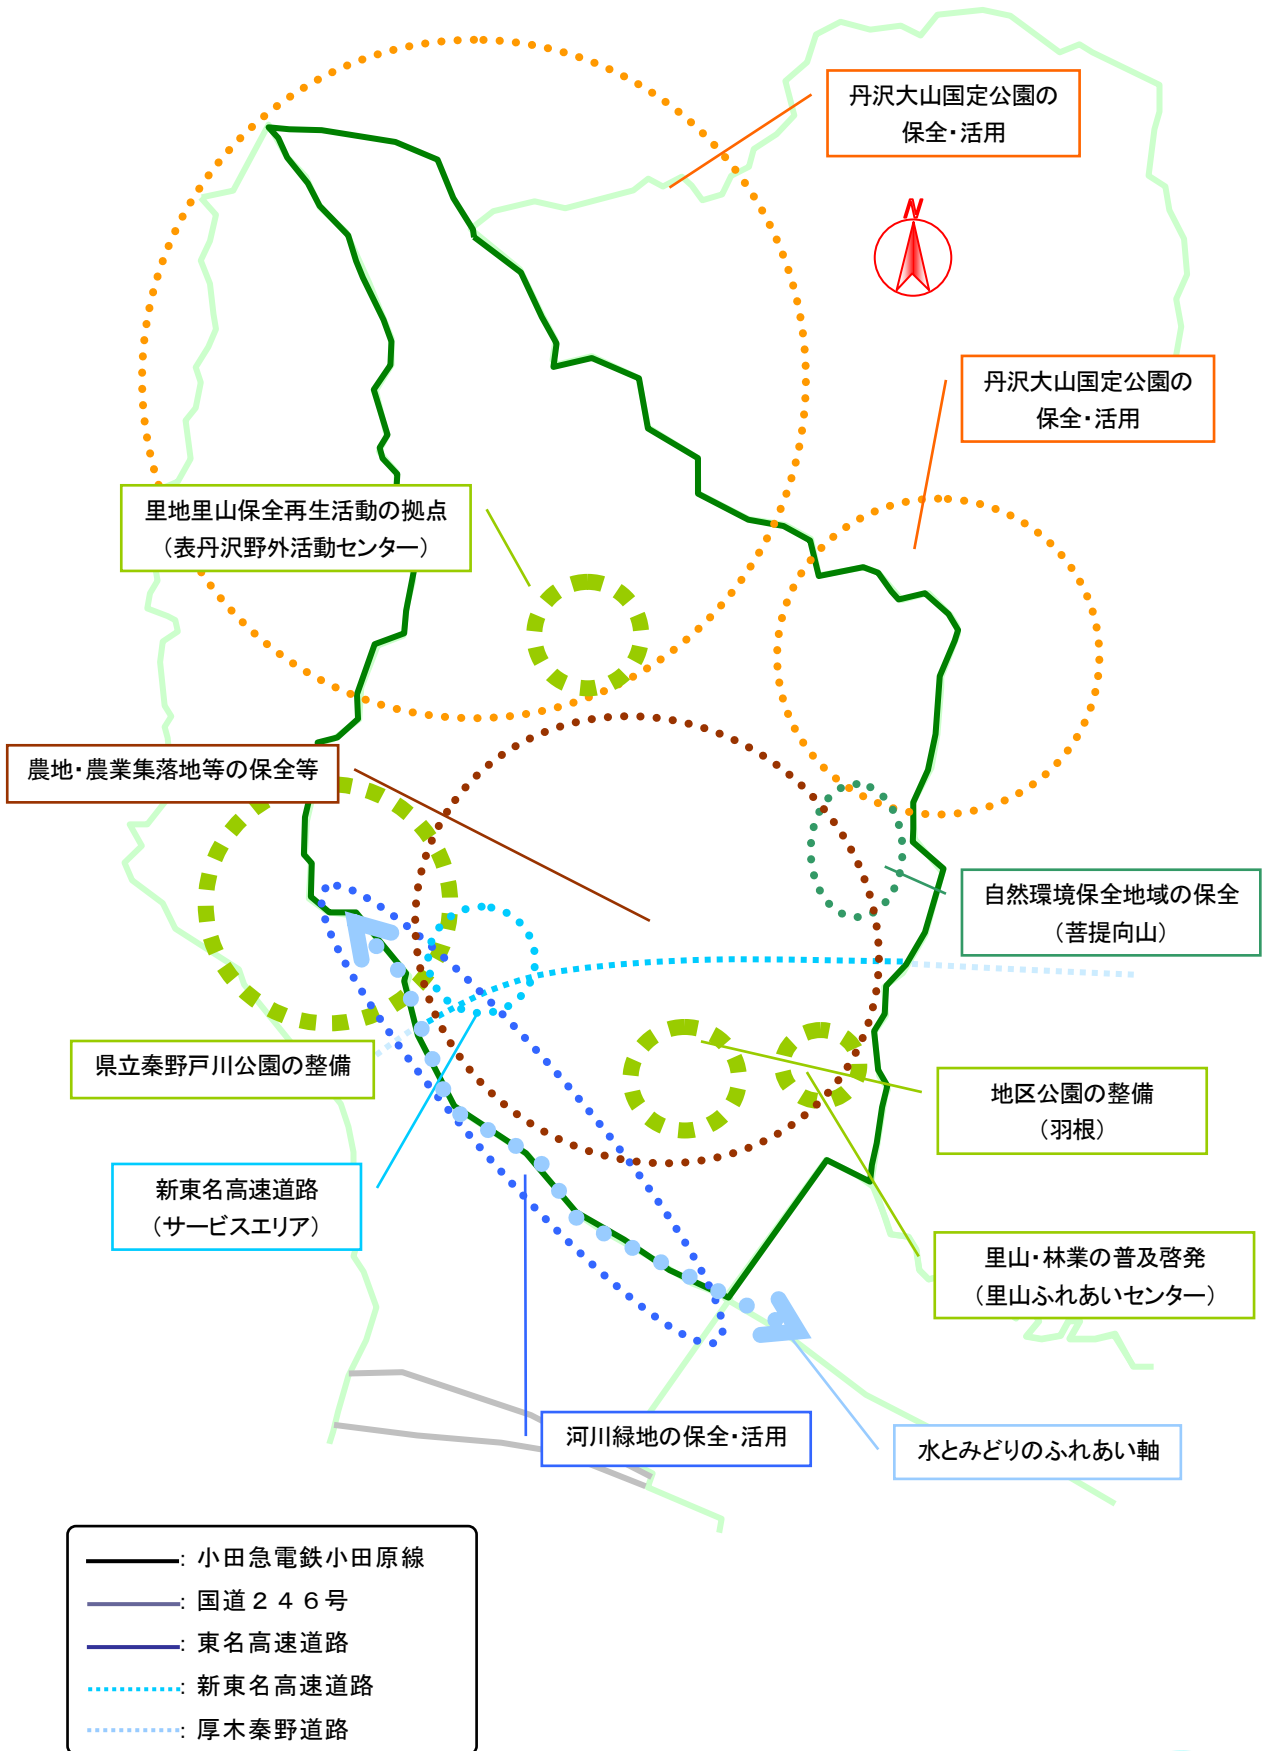 丹沢大山国定公園の
保全・活用
N
丹沢大山国定公園の
保全・活用
里地里山保全再生活動の拠点
（表丹沢野外活動センター）
農地・農業集落地等の保全等
自然環境保全地域の保全
（菩提向山）
県立秦野戸川公園の整備
地区公園の整備
（羽根）
新東名高速道路
（サービスエリア）
里山・林業の普及啓発
（里山ふれあいセンター）
河川緑地の保全・活用
水とみどりのふれあい軸
：小田急電鉄小田原線
：国道２４６号
：東名高速道路
：新東名高速道路
：厚木秦野道路